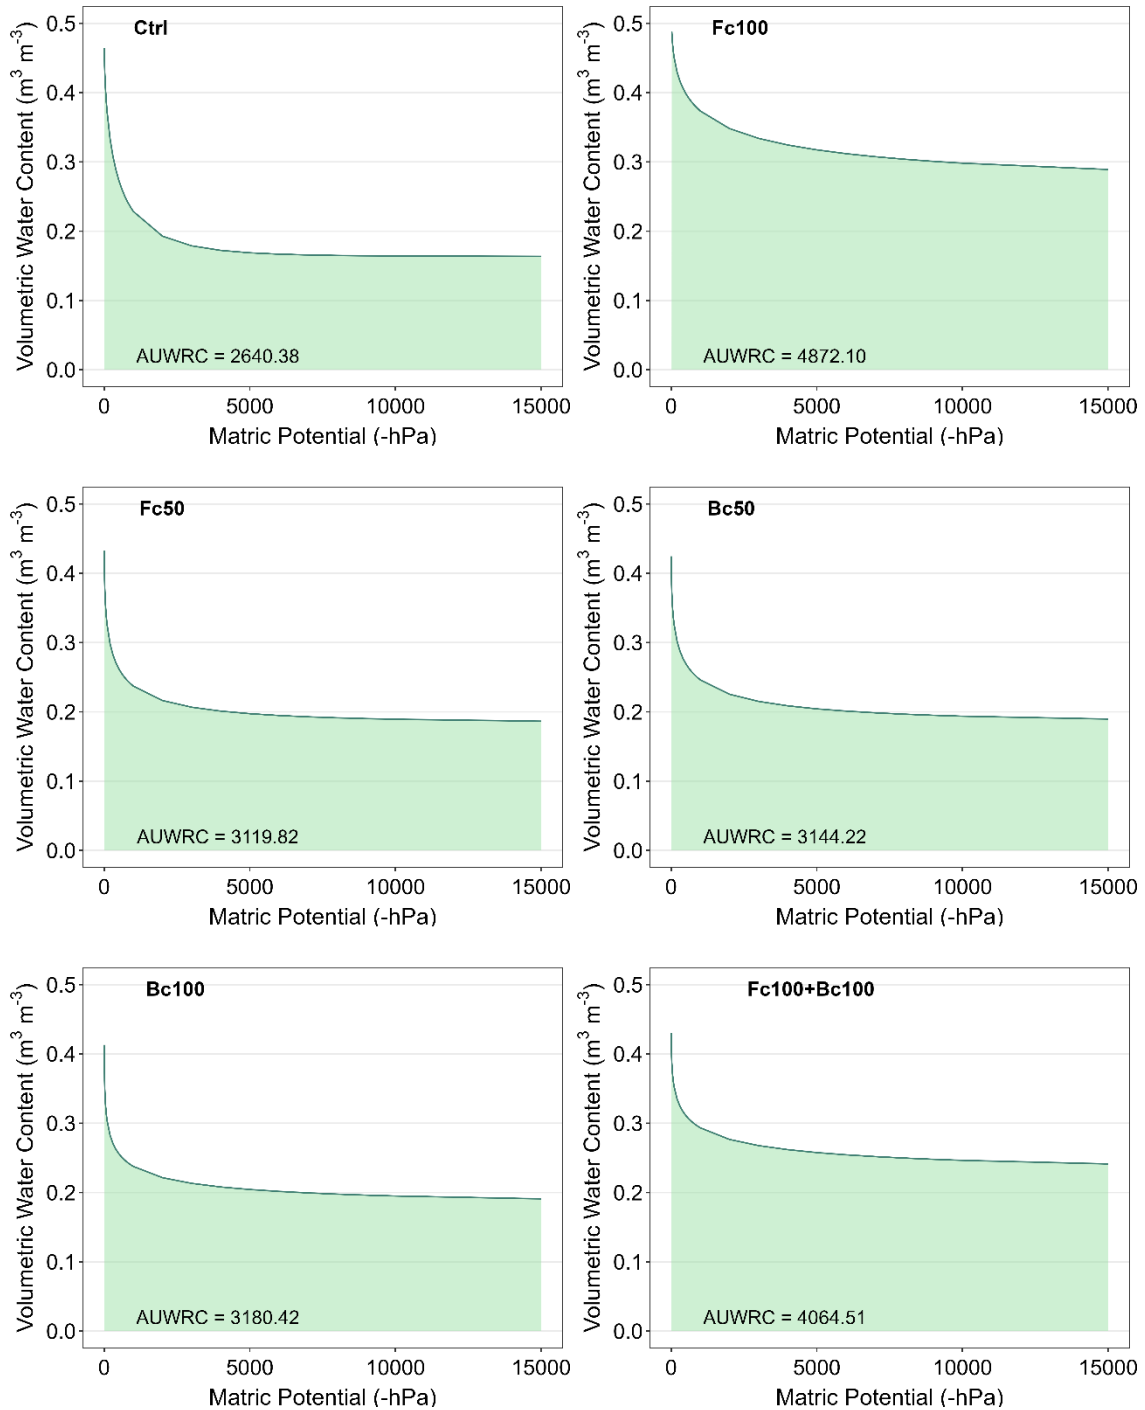 Ctrl
Volumetric Water Content (m³ m⁻³)
0.5
0.4
0.3
0.2
0.1
0.0
AUWRC = 2640.38
0 5000 10000 15000
Matric Potential (-hPa)
Fc100
Volumetric Water Content (m³ m⁻³)
0.5
0.4
0.3
0.2
0.1
0.0
AUWRC = 4872.10
0 5000 10000 15000
Matric Potential (-hPa)
Fc50
Volumetric Water Content (m³ m⁻³)
0.5
0.4
0.3
0.2
0.1
0.0
AUWRC = 3119.82
0 5000 10000 15000
Matric Potential (-hPa)
Bc50
Volumetric Water Content (m³ m⁻³)
0.5
0.4
0.3
0.2
0.1
0.0
AUWRC = 3144.22
0 5000 10000 15000
Matric Potential (-hPa)
Bc100
Volumetric Water Content (m³ m⁻³)
0.5
0.4
0.3
0.2
0.1
0.0
AUWRC = 3180.42
0 5000 10000 15000
Matric Potential (-hPa)
Fc100+Bc100
Volumetric Water Content (m³ m⁻³)
0.5
0.4
0.3
0.2
0.1
0.0
AUWRC = 4064.51
0 5000 10000 15000
Matric Potential (-hPa)